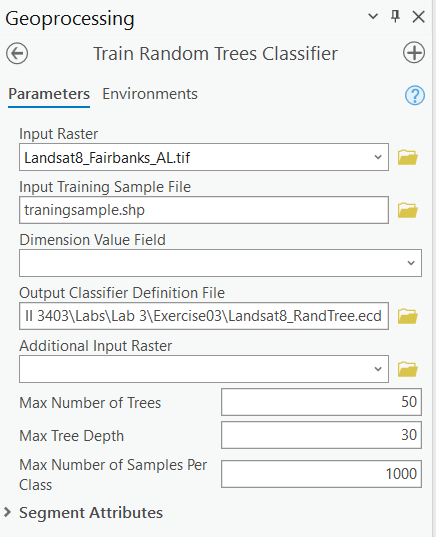 Geoprocessing
Train Random Trees Classifier
Parameters Environments
?
Input Raster
Landsat8_Fairbanks_AL.tif
Input Training Sample File
traningsample.shp
Dimension Value Field
Output Classifier Definition File
II 3403\Labs\Lab 3\Exercise03\Landsat8_RandTree.ecd
Additional Input Raster
Max Number of Trees 50
Max Tree Depth 30
Max Number of Samples Per
Class 1000
Segment Attributes